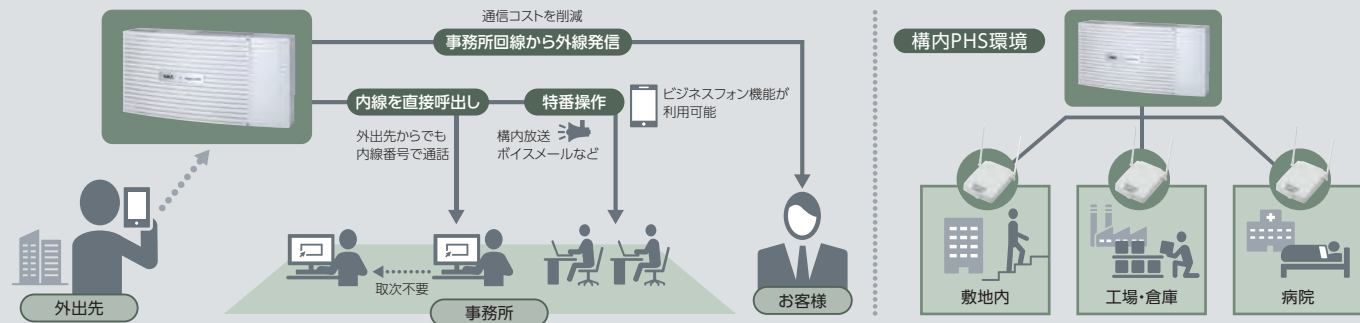 通信コストを削減
事務所回線から外線発信
内線を直接呼出し
特番操作
ビジネスフォン機能が
利用可能
外出先からでも
内線番号で通話
構内放送
ボイスメールなど
取次不要
外出先
事務所
お客様
構内PHS環境
敷地内
工場・倉庫
病院